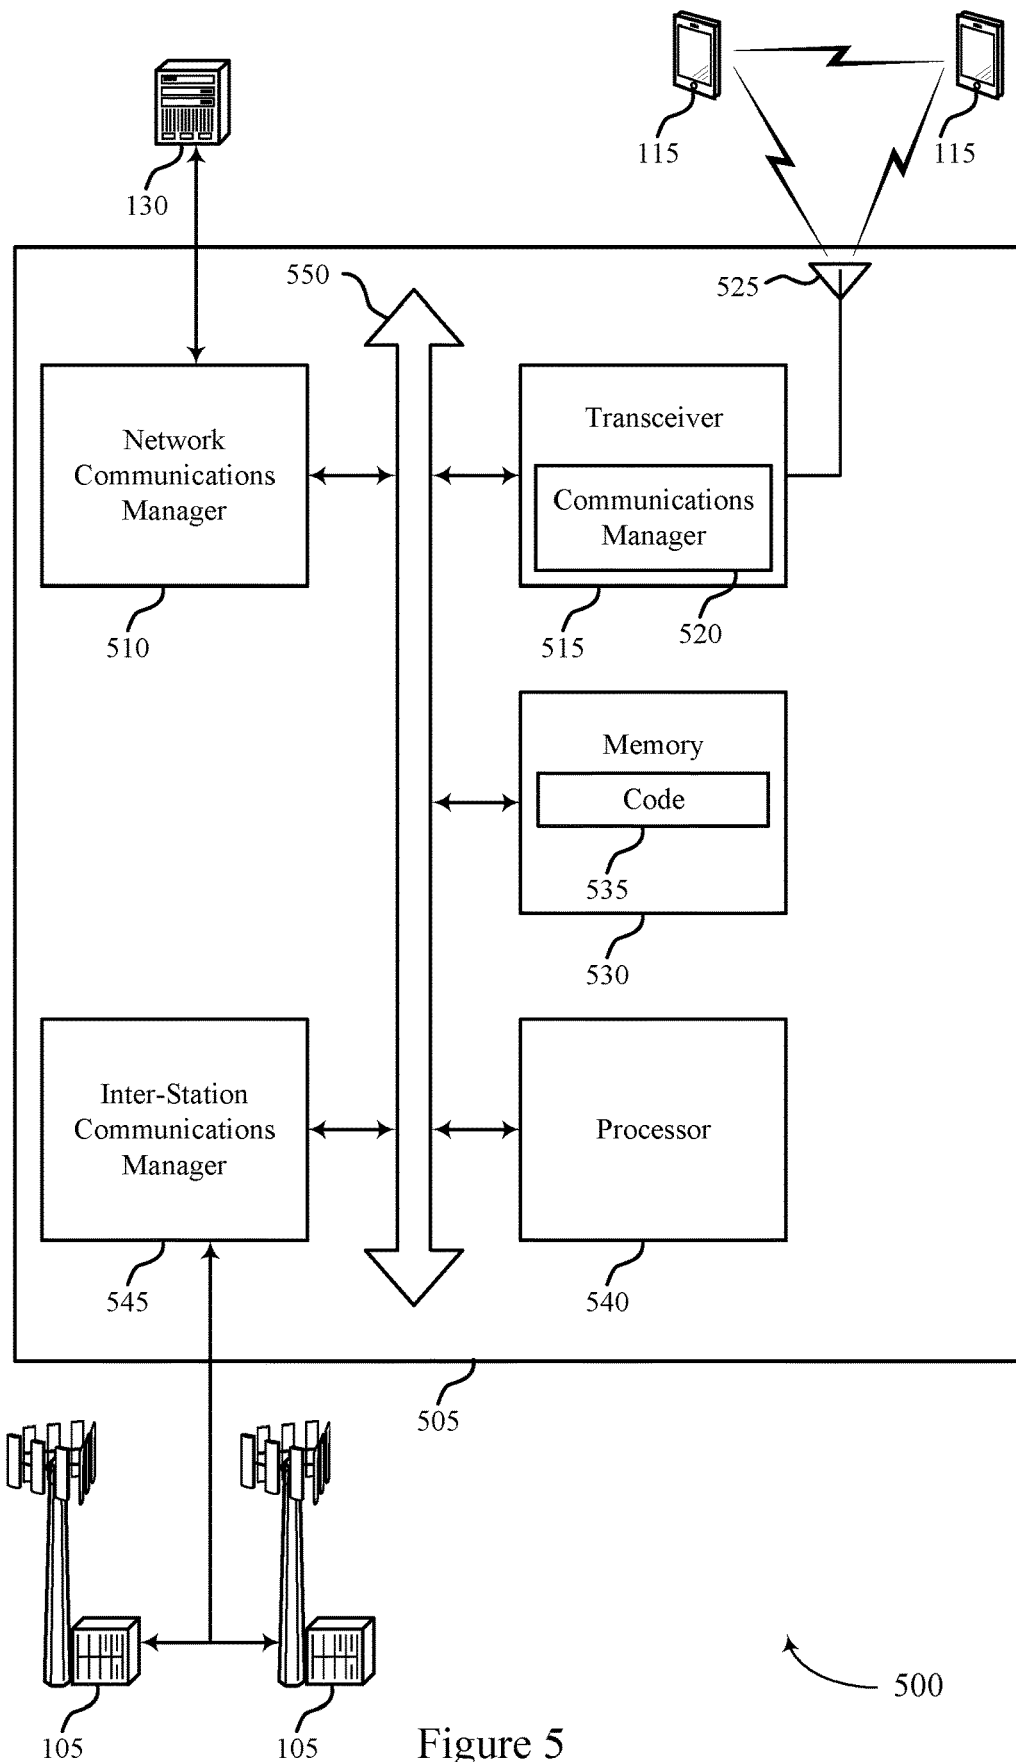 115
115
130
550
525
Network
Communications
Manager
510
Transceiver
Communications
Manager
515
520
Memory
Code
535
530
Inter-Station
Communications
Manager
545
Processor
540
505
105
105
500
Figure 5